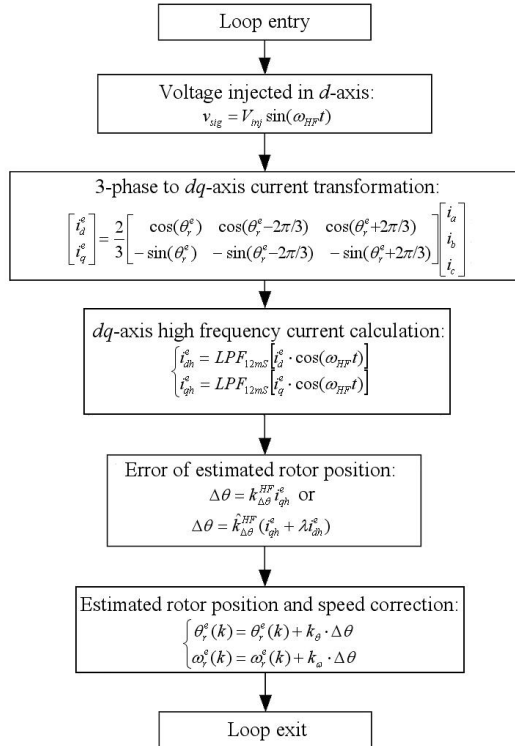 Loop entry
Voltage injected in d-axis:
v_sig = V_inj sin(ω_HF t)
3-phase to dq-axis current transformation:
[i_d^e; i_q^e] = 2/3 [cos(θ_r^e) cos(θ_r^e−2π/3) cos(θ_r^e+2π/3); −sin(θ_r^e) −sin(θ_r^e−2π/3) −sin(θ_r^e+2π/3)] [i_a; i_b; i_c]
dq-axis high frequency current calculation:
{i_dh^e = LPF_12mS[i_d^e · cos(ω_HF t)]
{i_qh^e = LPF_12mS[i_q^e · cos(ω_HF t)]
Error of estimated rotor position:
Δθ = k_Δθ^HF i_qh^e or
Δθ = k̂_Δθ^HF (i_qh^e + λi_dh^e)
Estimated rotor position and speed correction:
{θ_r^e(k) = θ_r^e(k) + k_θ · Δθ
{ω_r^e(k) = ω_r^e(k) + k_ω · Δθ
Loop exit